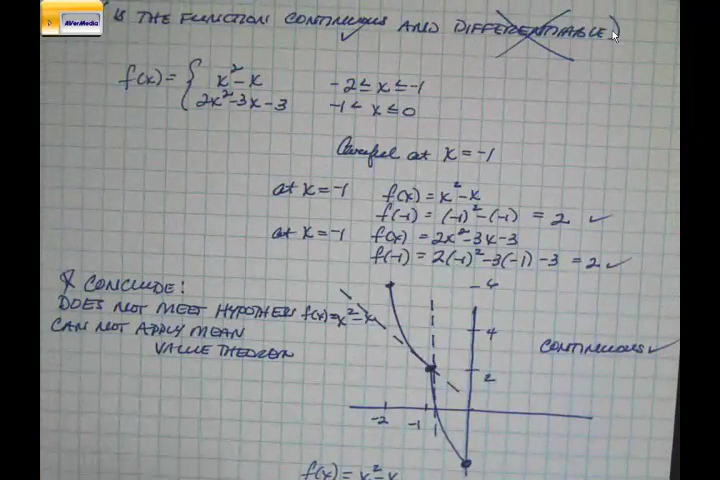 AVerMedia
IS THE FUNCTION CONTINUOUS AND DIFFERENTIABLE)
f(x) = { x² - x    -2 ≤ x ≤ -1
2x² - 3x - 3    -1 < x ≤ 0
Careful at x = -1
at x = -1    f(x) = x² - x
f(-1) = (-1)² - (-1) = 2 ✓
at x = -1    f(x) = 2x² - 3x - 3
f(-1) = 2(-1)² - 3(-1) - 3 = 2 ✓
CONCLUDE:
DOES NOT MEET HYPOTHESES f(x) = x² - x
CAN NOT APPLY MEAN
VALUE THEOREM
6
4
CONTINUOUS ✓
2
-2 -1
f(x) = x² - x